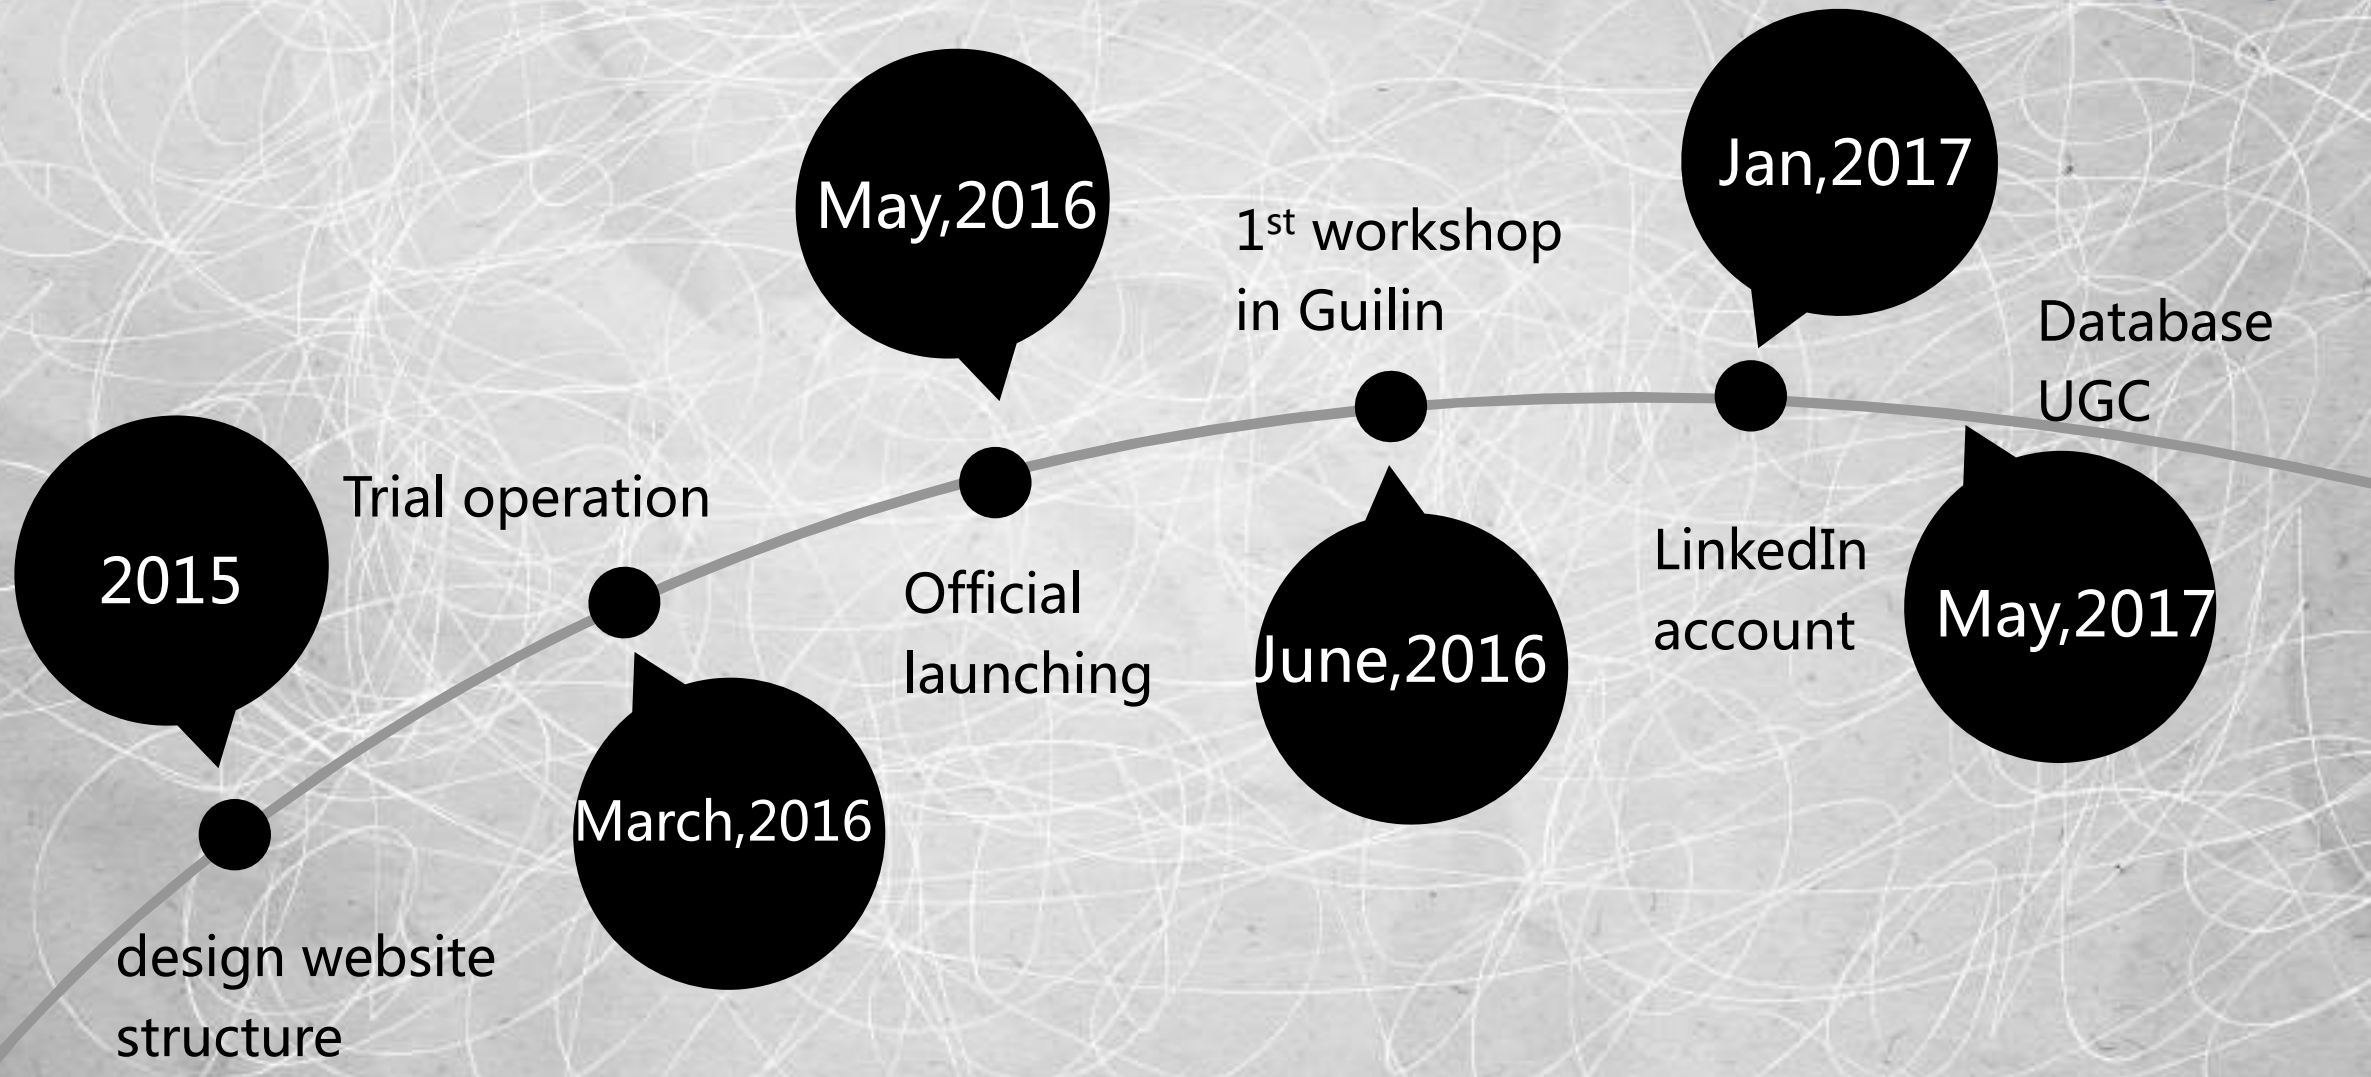 2015
design website
structure
Trial operation
March,2016
May,2016
Official
launching
1st workshop
in Guilin
June,2016
Jan,2017
LinkedIn
account
Database
UGC
May,2017